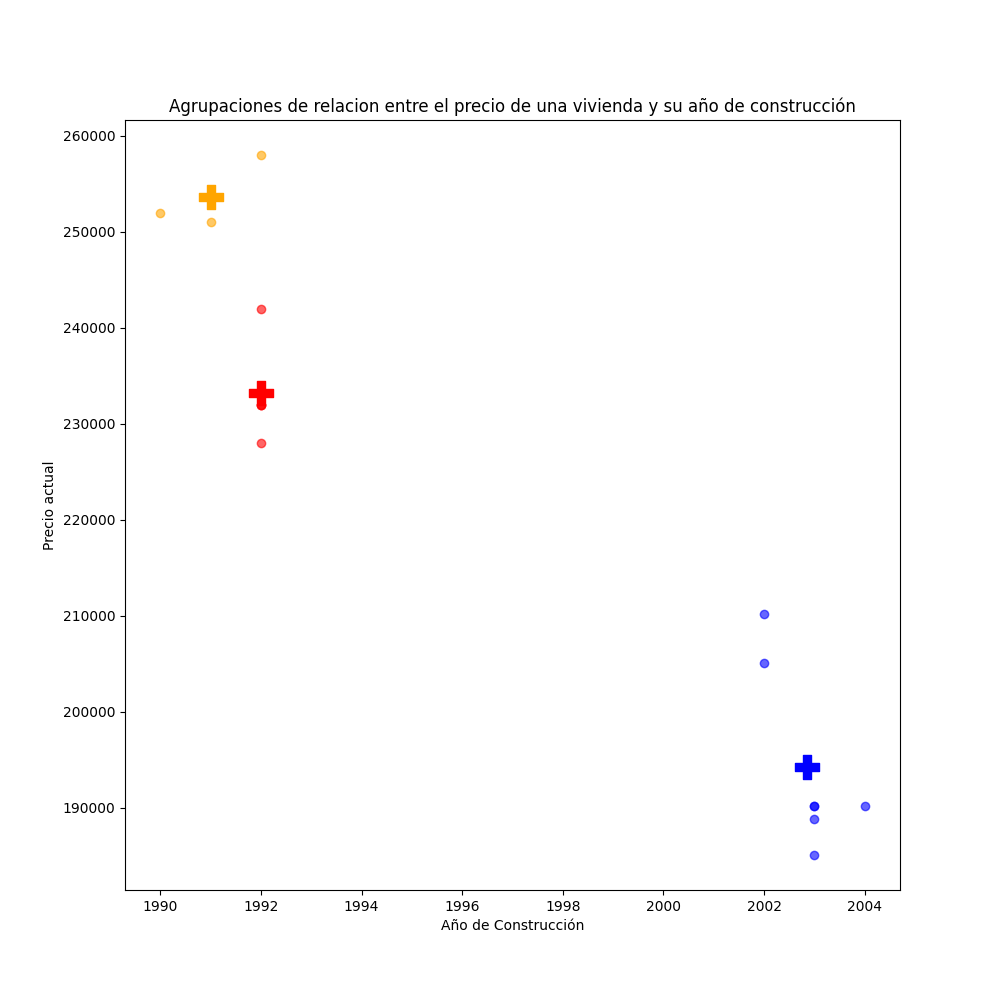 Agrupaciones de relacion entre el precio de una vivienda y su año de construcción
260000
250000
240000
230000
220000
210000
200000
190000
Precio actual
1990 1992 1994 1996 1998 2000 2002 2004
Año de Construcción